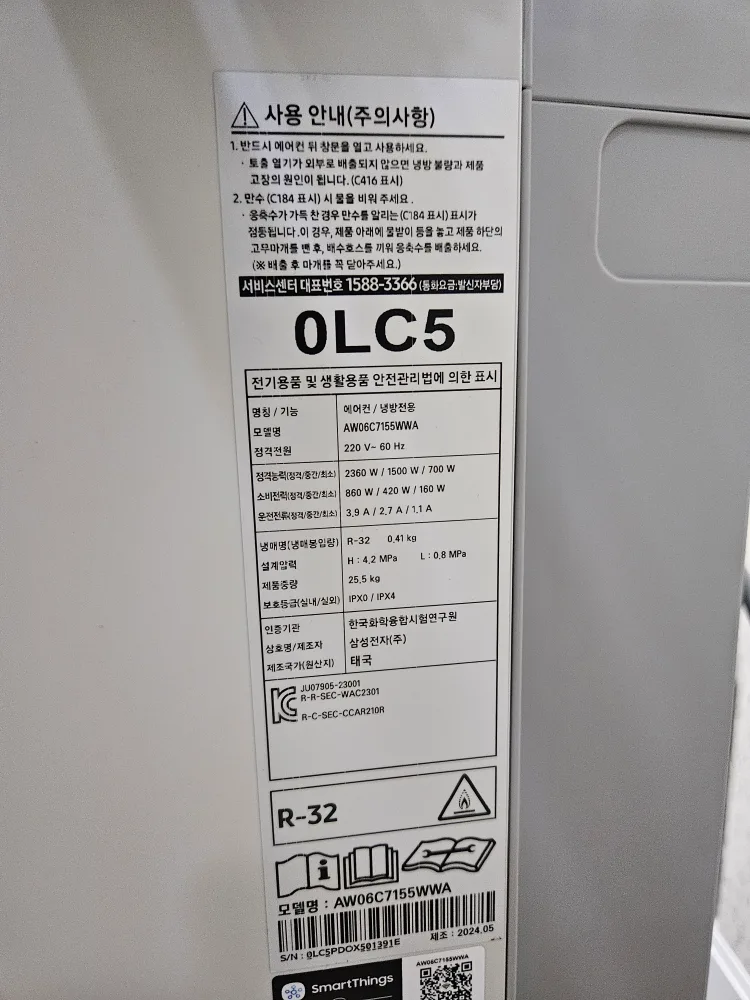 사용 안내(주의사항)
1. 반드시 에어컨 뒤 창문을 열고 사용하세요.
· 토출 열기가 외부로 배출되지 않으면 냉방 불량과 제품
고장의 원인이 됩니다. (C416 표시)
2. 만수 (C184 표시) 시 물을 비워 주세요.
· 응축수가 가득 찬 경우 만수를 알리는 (C184 표시) 표시가
점등됩니다. 이 경우, 제품 아래에 물받이 등을 놓고 제품 하단의
고무마개를 뺀 후, 배수호스를 끼워 응축수를 배출하세요.
(※ 배출 후 마개를 꼭 닫아주세요.)
서비스센터 대표번호 1588-3366 (통화요금:발신자부담)
0LC5
전기용품 및 생활용품 안전관리법에 의한 표시
명칭 / 기능 에어컨 / 냉방전용
모델명 AW06C7155WWA
정격전원 220 V~ 60 Hz
정격능력(정격/중간/최소) 2360 W / 1500 W / 700 W
소비전력(정격/중간/최소) 860 W / 420 W / 160 W
운전전류(정격/중간/최소) 3.9 A / 2.7 A / 1.1 A
냉매명(냉매봉입량) R-32 0.41 kg
설계압력 H : 4.2 MPa L : 0.8 MPa
제품중량 25.5 kg
보호등급(실내/실외) IPX0 / IPX4
인증기관 한국화학융합시험연구원
상호명/제조자 삼성전자(주)
제조국가(원산지) 태국
JU07905-23001
R-R-SEC-WAC2301
R-C-SEC-CCAR210R
R-32
모델명 : AW06C7155WWA
제조 : 2024.05
S/N : 0LC5PDOX501391E
SmartThings
AW06C7155WWA